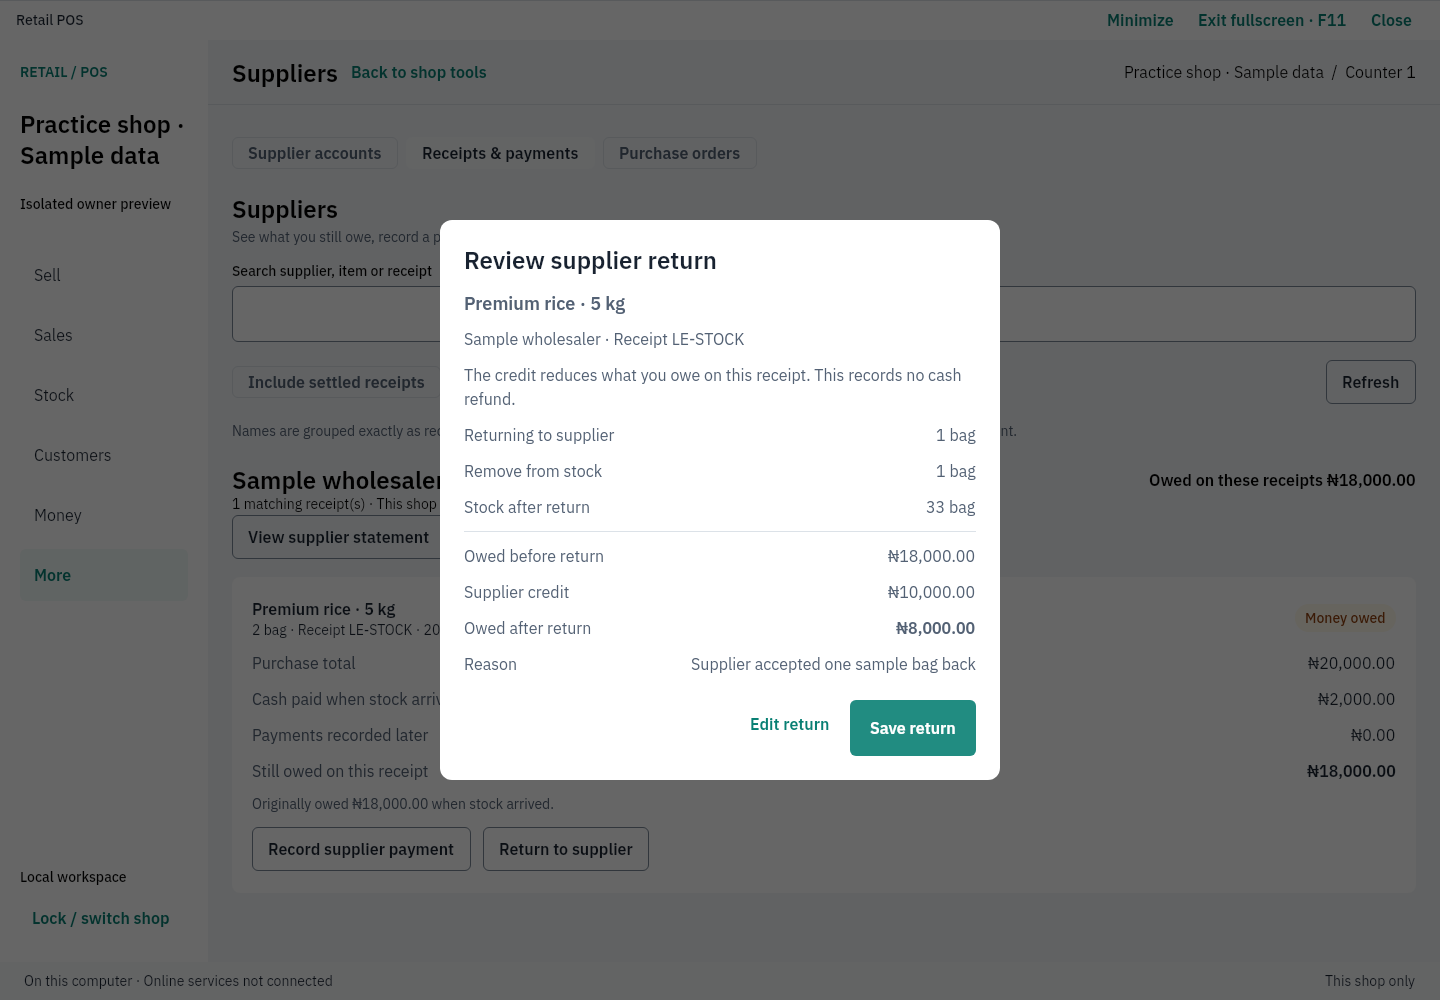 Retail POS
Minimize
Exit fullscreen · F11
Close
RETAIL / POS
Practice shop ·
Sample data
Isolated owner preview
Sell
Sales
Stock
Customers
Money
More
Local workspace
Lock / switch shop
Suppliers
Back to shop tools
Practice shop · Sample data / Counter 1
Supplier accounts
Receipts & payments
Purchase orders
Suppliers
See what you still owe, record a p
Search supplier, item or receipt
Include settled receipts
Refresh
Names are grouped exactly as rec
nt.
Sample wholesaler
Owed on these receipts ₦18,000.00
1 matching receipt(s) · This shop
View supplier statement
Premium rice · 5 kg
Money owed
2 bag · Receipt LE-STOCK · 20
Purchase total ₦20,000.00
Cash paid when stock arriv ₦2,000.00
Payments recorded later ₦0.00
Still owed on this receipt ₦18,000.00
Originally owed ₦18,000.00 when stock arrived.
Record supplier payment
Return to supplier
Review supplier return
Premium rice · 5 kg
Sample wholesaler · Receipt LE-STOCK
The credit reduces what you owe on this receipt. This records no cash
refund.
Returning to supplier 1 bag
Remove from stock 1 bag
Stock after return 33 bag
Owed before return ₦18,000.00
Supplier credit ₦10,000.00
Owed after return ₦8,000.00
Reason Supplier accepted one sample bag back
Edit return
Save return
On this computer · Online services not connected
This shop only